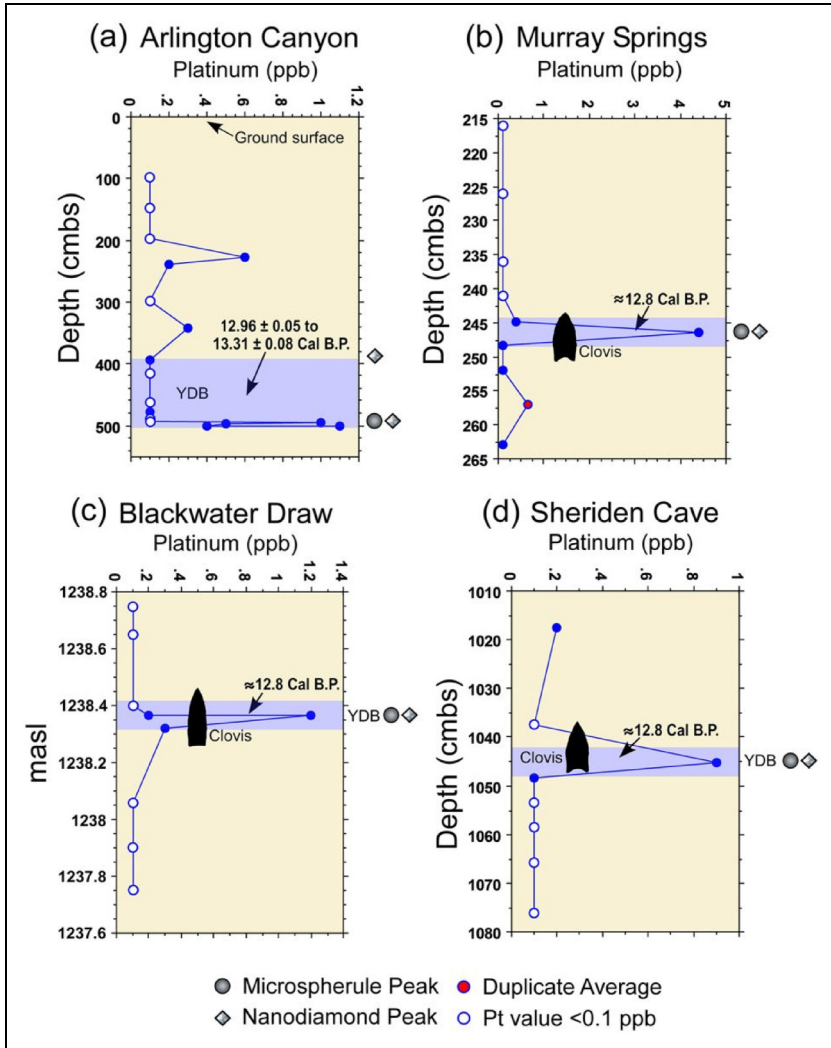 (a) Arlington Canyon
Platinum (ppb)
0 .2 .4 .6 .8 1 1.2
Depth (cmbs)
0
100
200
300
400
500
Ground surface
12.96 ± 0.05 to
13.31 ± 0.08 Cal B.P.
YDB
(b) Murray Springs
Platinum (ppb)
0 1 2 3 4 5
Depth (cmbs)
215
220
225
230
235
240
245
250
255
260
265
≈12.8 Cal B.P.
Clovis
(c) Blackwater Draw
Platinum (ppb)
0 .2 .4 .6 .8 1 1.2 1.4
masl
1238.8
1238.6
1238.4
1238.2
1238
1237.8
1237.6
≈12.8 Cal B.P.
YDB
Clovis
(d) Sheriden Cave
Platinum (ppb)
0 .2 .4 .6 .8 1
Depth (cmbs)
1010
1020
1030
1040
1050
1060
1070
1080
≈12.8 Cal B.P.
Clovis
YDB
Microspherule Peak
Duplicate Average
Nanodiamond Peak
Pt value <0.1 ppb